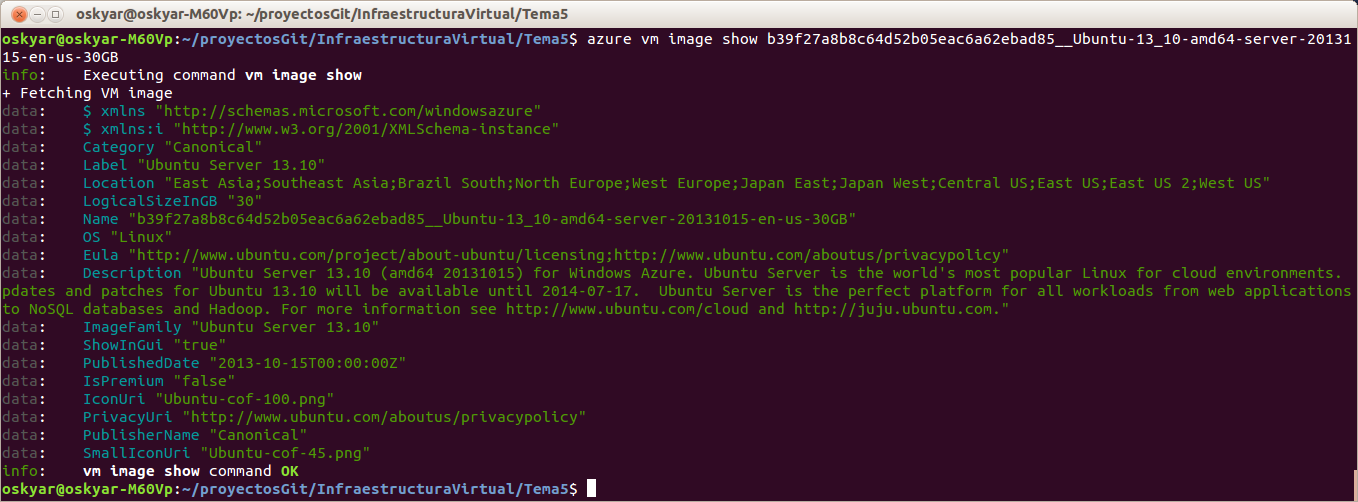 oskyar@oskyar-M60Vp: ~/proyectosGit/InfraestructuraVirtual/Tema5
oskyar@oskyar-M60Vp:~/proyectosGit/InfraestructuraVirtual/Tema5$ azure vm image show b39f27a8b8c64d52b05eac6a62ebad85__Ubuntu-13_10-amd64-server-201310
15-en-us-30GB
info:    Executing command vm image show
+ Fetching VM image
data:    $ xmlns "http://schemas.microsoft.com/windowsazure"
data:    $ xmlns:i "http://www.w3.org/2001/XMLSchema-instance"
data:    Category "Canonical"
data:    Label "Ubuntu Server 13.10"
data:    Location "East Asia;Southeast Asia;Brazil South;North Europe;West Europe;Japan East;Japan West;Central US;East US;East US 2;West US"
data:    LogicalSizeInGB "30"
data:    Name "b39f27a8b8c64d52b05eac6a62ebad85__Ubuntu-13_10-amd64-server-20131015-en-us-30GB"
data:    OS "Linux"
data:    Eula "http://www.ubuntu.com/project/about-ubuntu/licensing;http://www.ubuntu.com/aboutus/privacypolicy"
data:    Description "Ubuntu Server 13.10 (amd64 20131015) for Windows Azure. Ubuntu Server is the world's most popular Linux for cloud environments.
pdates and patches for Ubuntu 13.10 will be available until 2014-07-17.  Ubuntu Server is the perfect platform for all workloads from web applications
to NoSQL databases and Hadoop. For more information see http://www.ubuntu.com/cloud and http://juju.ubuntu.com."
data:    ImageFamily "Ubuntu Server 13.10"
data:    ShowInGui "true"
data:    PublishedDate "2013-10-15T00:00:00Z"
data:    IsPremium "false"
data:    IconUri "Ubuntu-cof-100.png"
data:    PrivacyUri "http://www.ubuntu.com/aboutus/privacypolicy"
data:    PublisherName "Canonical"
data:    SmallIconUri "Ubuntu-cof-45.png"
info:    vm image show command OK
oskyar@oskyar-M60Vp:~/proyectosGit/InfraestructuraVirtual/Tema5$